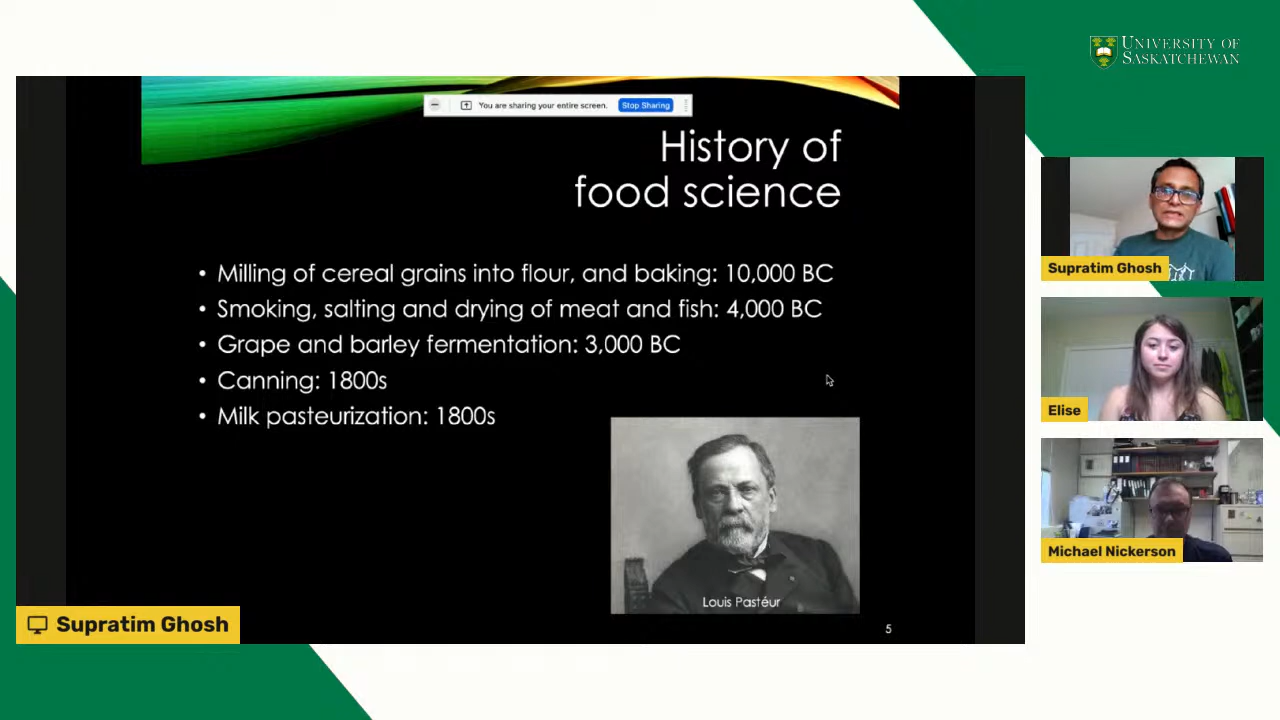 UNIVERSITY OF
SASKATCHEWAN
You are sharing your entire screen. Stop Sharing
History of
food science
• Milling of cereal grains into flour, and baking: 10,000 BC
• Smoking, salting and drying of meat and fish: 4,000 BC
• Grape and barley fermentation: 3,000 BC
• Canning: 1800s
• Milk pasteurization: 1800s
Louis Pastéur
5
Supratim Ghosh
Supratim Ghosh
Elise
Michael Nickerson